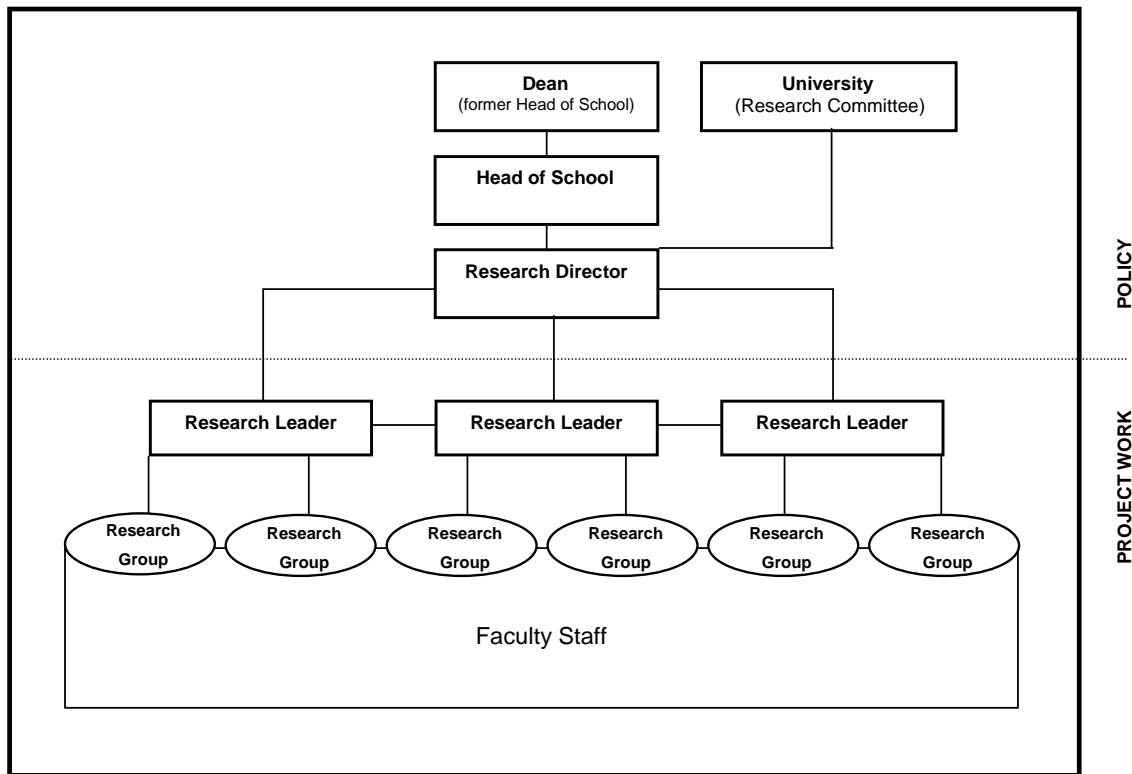 Dean
(former Head of School)
University
(Research Committee)
Head of School
Research Director
POLICY
Research Leader
Research Leader
Research Leader
PROJECT WORK
Research
Group
Research
Group
Research
Group
Research
Group
Research
Group
Research
Group
Faculty Staff